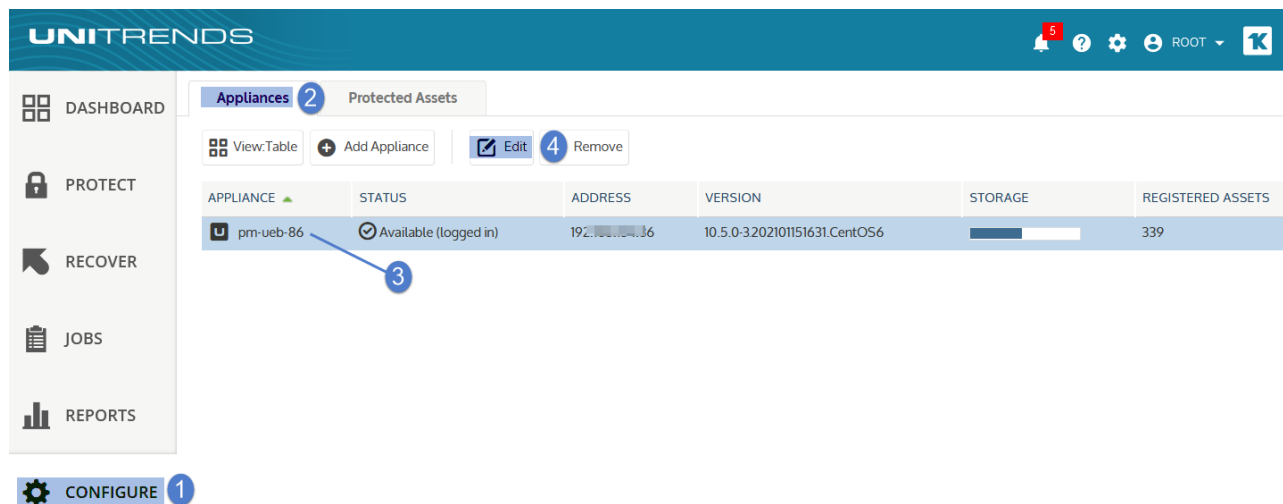 UNITRENDS
5
ROOT
DASHBOARD
Appliances 2 Protected Assets
View:Table Add Appliance Edit 4 Remove
PROTECT
APPLIANCE STATUS ADDRESS VERSION STORAGE REGISTERED ASSETS
pm-ueb-86 Available (logged in) 10.5.0-3.202101151631.CentOS6 339
RECOVER
3
JOBS
REPORTS
CONFIGURE 1